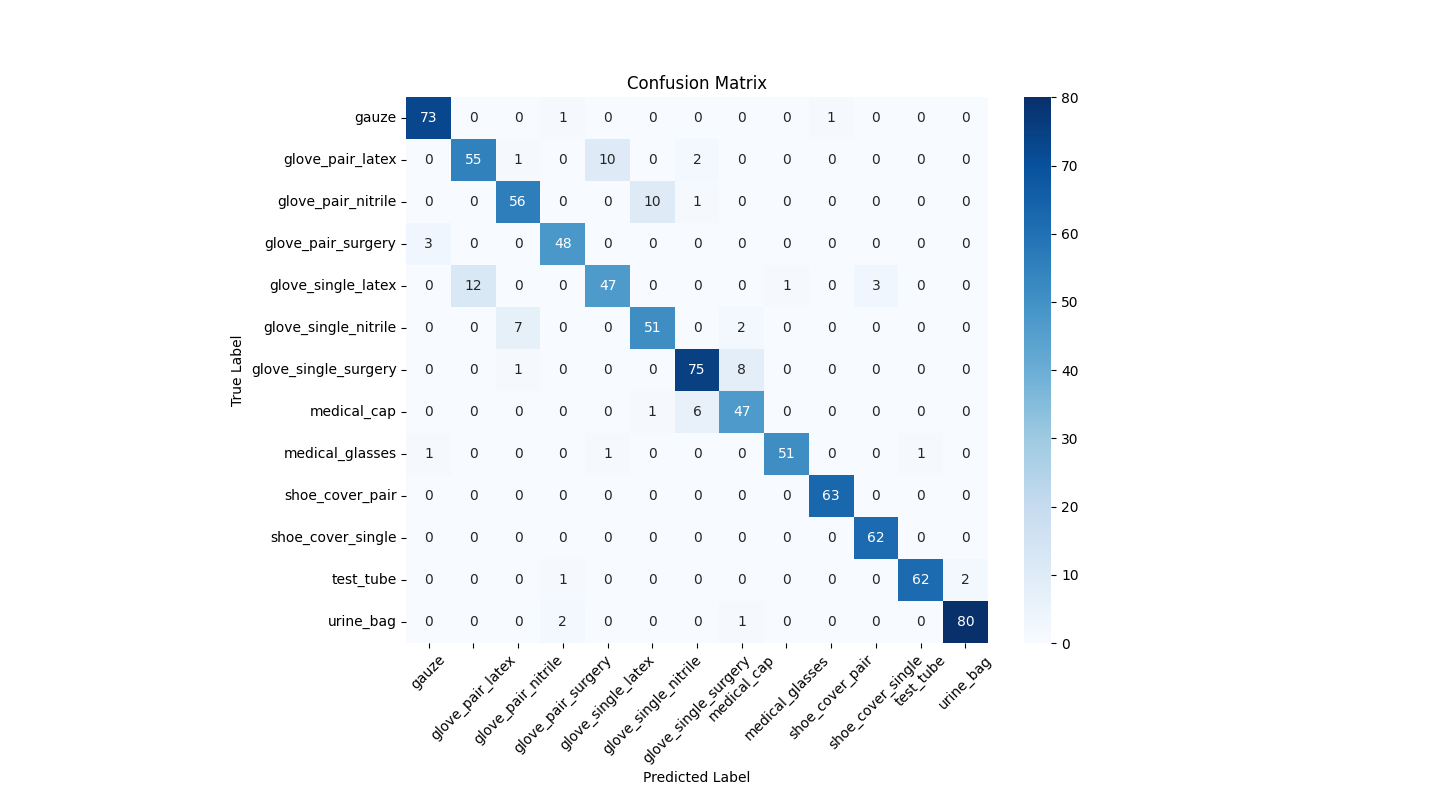 Confusion Matrix
gauze 73 0 0 1 0 0 0 0 0 1 0 0 0
glove_pair_latex 0 55 1 0 10 0 2 0 0 0 0 0 0
glove_pair_nitrile 0 0 56 0 0 10 1 0 0 0 0 0 0
glove_pair_surgery 3 0 0 48 0 0 0 0 0 0 0 0 0
glove_single_latex 0 12 0 0 47 0 0 0 1 0 3 0 0
glove_single_nitrile 0 0 7 0 0 51 0 2 0 0 0 0 0
glove_single_surgery 0 0 1 0 0 0 75 8 0 0 0 0 0
medical_cap 0 0 0 0 0 1 6 47 0 0 0 0 0
medical_glasses 1 0 0 0 1 0 0 0 51 0 0 1 0
shoe_cover_pair 0 0 0 0 0 0 0 0 0 63 0 0 0
shoe_cover_single 0 0 0 0 0 0 0 0 0 0 62 0 0
test_tube 0 0 0 1 0 0 0 0 0 0 0 62 2
urine_bag 0 0 0 2 0 0 0 1 0 0 0 0 80
True Label
gauze
glove_pair_latex
glove_pair_nitrile
glove_pair_surgery
glove_single_latex
glove_single_nitrile
glove_single_surgery
medical_cap
medical_glasses
shoe_cover_pair
shoe_cover_single
test_tube
urine_bag
Predicted Label
80
70
60
50
40
30
20
10
0